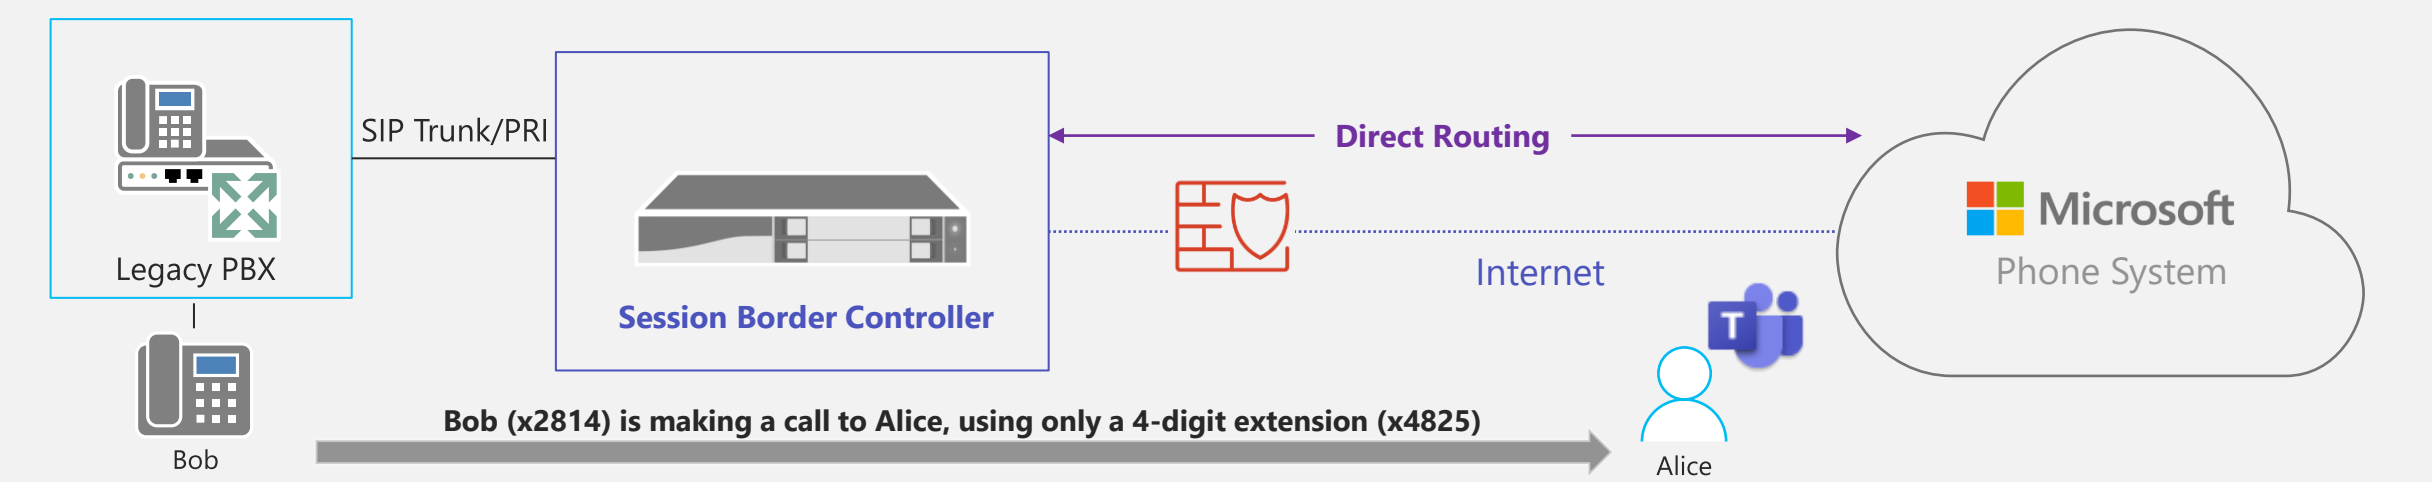 SIP Trunk/PRI
Direct Routing
Microsoft
Phone System
Legacy PBX
Internet
Session Border Controller
T
Bob (x2814) is making a call to Alice, using only a 4-digit extension (x4825)
Bob
Alice